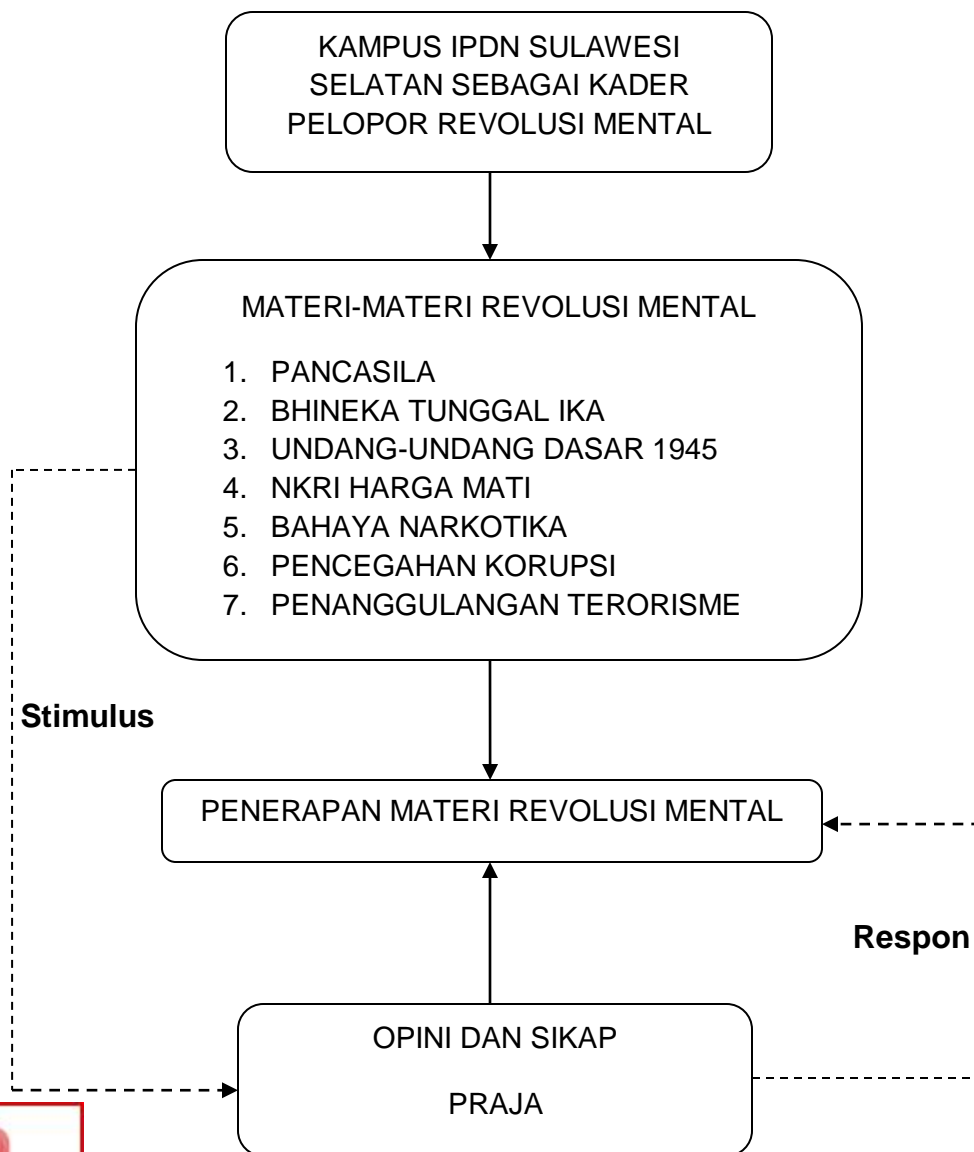 KAMPUS IPDN SULAWESI
SELATAN SEBAGAI KADER
PELOPOR REVOLUSI MENTAL
MATERI-MATERI REVOLUSI MENTAL
1. PANCASILA
2. BHINEKA TUNGGAL IKA
3. UNDANG-UNDANG DASAR 1945
4. NKRI HARGA MATI
5. BAHAYA NARKOTIKA
6. PENCEGAHAN KORUPSI
7. PENANGGULANGAN TERORISME
Stimulus
PENERAPAN MATERI REVOLUSI MENTAL
Respon
OPINI DAN SIKAP
PRAJA